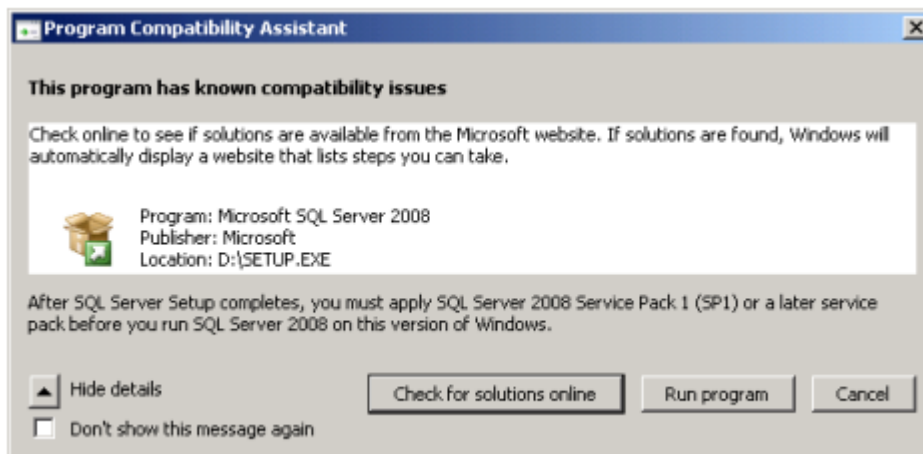 Program Compatibility Assistant
This program has known compatibility issues
Check online to see if solutions are available from the Microsoft website. If solutions are found, Windows will
automatically display a website that lists steps you can take.
Program: Microsoft SQL Server 2008
Publisher: Microsoft
Location: D:\SETUP.EXE
After SQL Server Setup completes, you must apply SQL Server 2008 Service Pack 1 (SP1) or a later service
pack before you run SQL Server 2008 on this version of Windows.
Hide details
Check for solutions online
Run program
Cancel
Don't show this message again